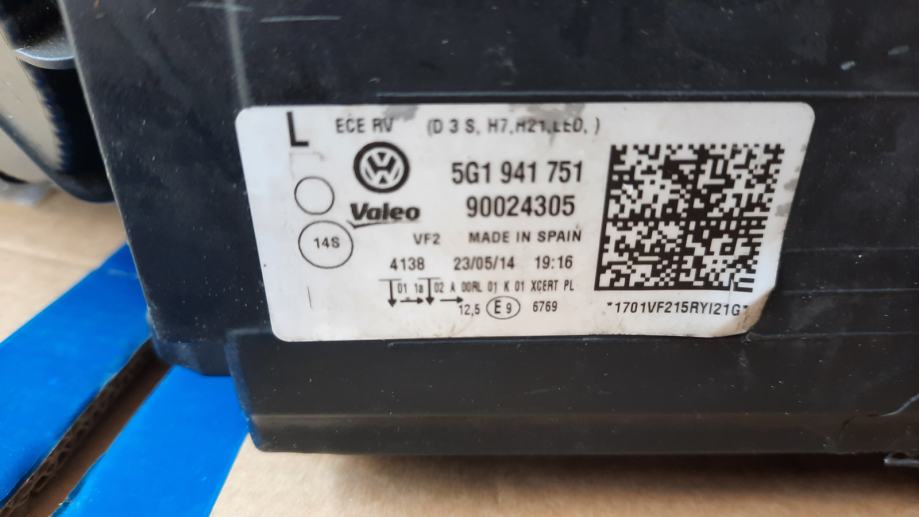 L ECE RV (D 3 S, H7,H21,LED, )
5G1 941 751
Valeo 90024305
14S VF2 MADE IN SPAIN
4138 23/05/14 19:16
01 1a 02 A 00RL 01 K 01 XCERT PL
12,5 E9 6769 *1701VF215RYI21G*